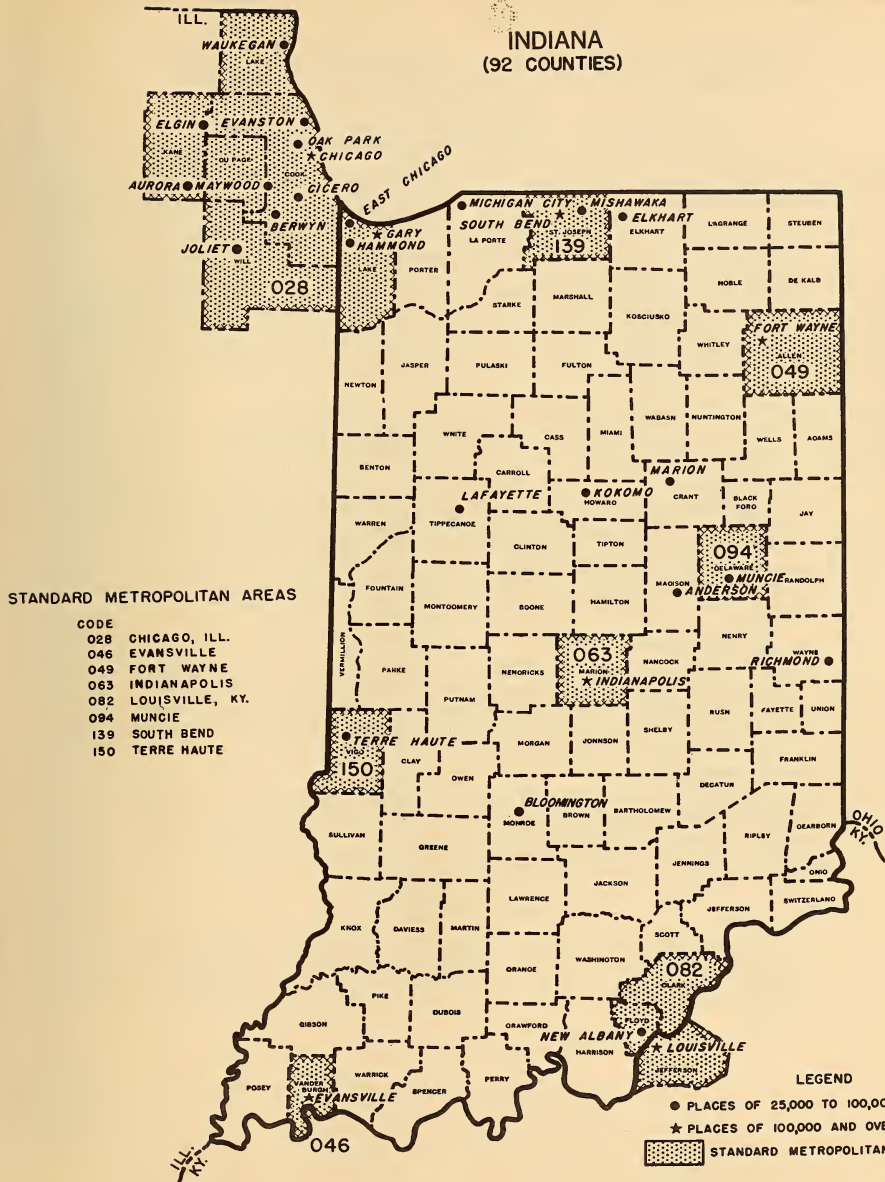 INDIANA
(92 COUNTIES)
ILL.
WAUKEGAN
LAKE
ELGIN
EVANSTON
OAK PARK
CHICAGO
KANE
DU PAGE
COOK
AURORA
MAYWOOD
CICERO
EAST CHICAGO
BERWYN
JOLIET
WILL
028
GARY
HAMMOND
LAKE
PORTER
MICHIGAN CITY
MISHAWAKA
SOUTH BEND
LA PORTE
ST. JOSEPH
139
ELKHART
ELKHART
LAGRANGE
STEUBEN
NOBLE
DE KALB
STARKE
MARSHALL
KOSCIUSKO
FORT WAYNE
WHITLEY
ALLEN
049
NEWTON
JASPER
PULASKI
FULTON
WHITE
CASS
MIAMI
WABASH
HUNTINGTON
WELLS
ADAMS
BENTON
CARROLL
MARION
LAFAYETTE
KOKOMO
HOWARD
GRANT
BLACK
FORD
JAY
WARREN
TIPPECANOE
CLINTON
TIPTON
094
DELAWARE
MUNCIE
MADISON
ANDERSON
RANDOLPH
FOUNTAIN
MONTGOMERY
BOONE
HAMILTON
HENRY
STANDARD METROPOLITAN AREAS
CODE
028 CHICAGO, ILL.
046 EVANSVILLE
049 FORT WAYNE
063 INDIANAPOLIS
082 LOUISVILLE, KY.
094 MUNCIE
139 SOUTH BEND
150 TERRE HAUTE
VERMILLION
PARKE
PUTNAM
HENDRICKS
063
MARION
INDIANAPOLIS
HANCOCK
WAYNE
RICHMOND
RUSH
FAYETTE
UNION
TERRE HAUTE
VIGO
150
CLAY
OWEN
MORGAN
JOHNSON
SHELBY
FRANKLIN
DECATUR
BLOOMINGTON
MONROE
BROWN
BARTHOLOMEW
SULLIVAN
GREENE
RIPLEY
DEARBORN
OHIO
KY.
JENNINGS
OHIO
LAWRENCE
JACKSON
JEFFERSON
SWITZERLAND
KNOX
DAVIESS
MARTIN
SCOTT
WASHINGTON
ORANGE
082
CLARK
PIKE
DUBOIS
GIBSON
CRAWFORD
FLOYD
NEW ALBANY
HARRISON
LOUISVILLE
JEFFERSON
POSEY
VANDER
BURGH
EVANSVILLE
WARRICK
SPENCER
PERRY
046
ILL.
KY.
LEGEND
PLACES OF 25,000 TO 100,00
PLACES OF 100,000 AND OVE
STANDARD METROPOLITAN